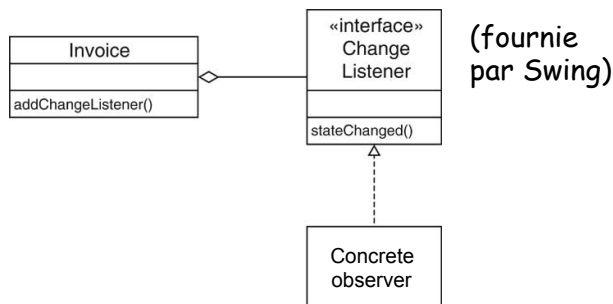 Invoice
addChangeListener()
«interface»
Change
Listener
stateChanged()
(fournie
par Swing)
Concrete
observer